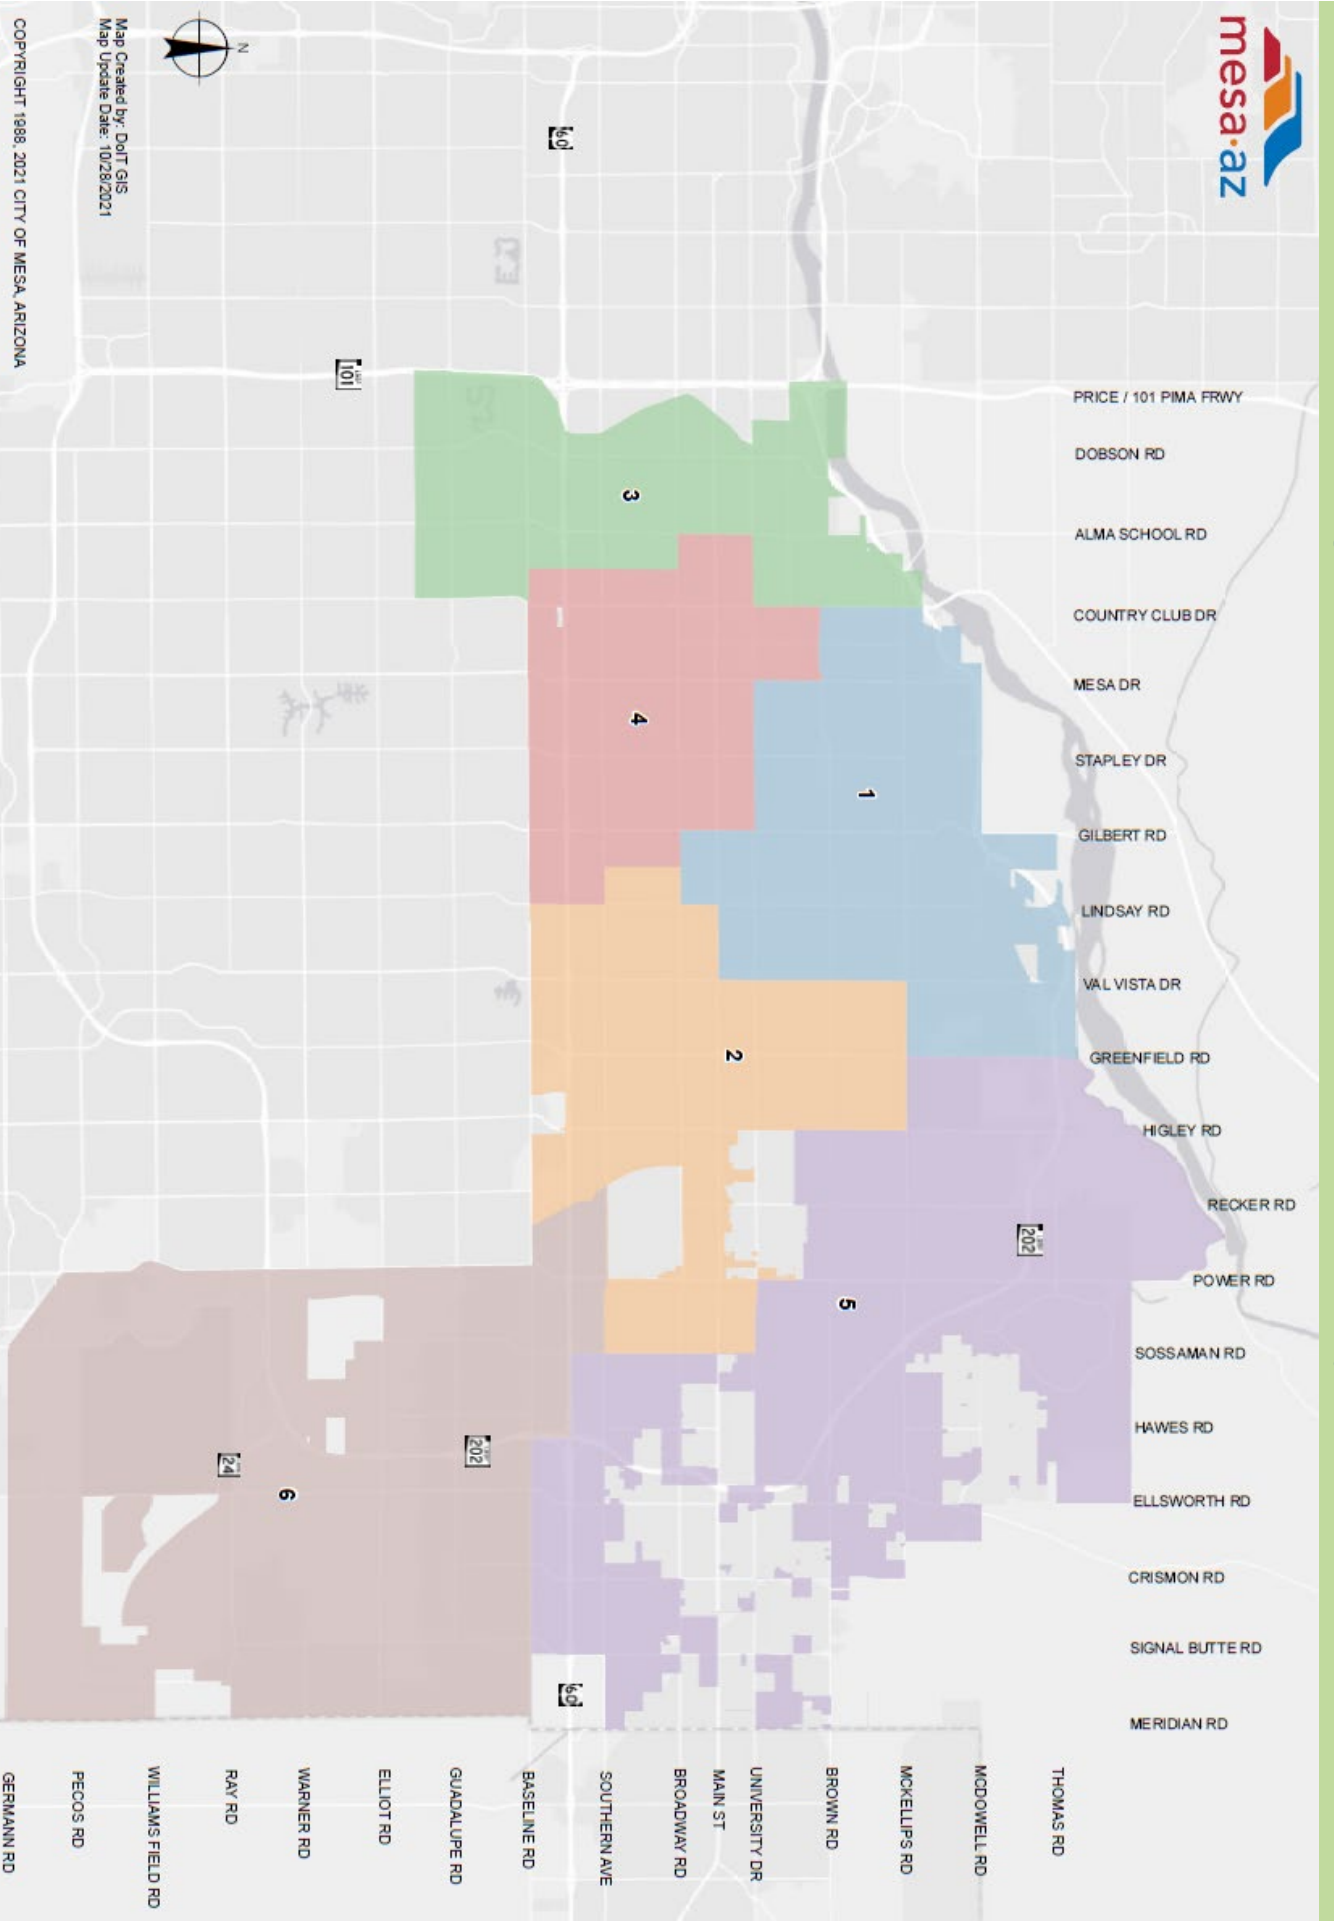 mesa·az
N
Map Created by: DoIT GIS
Map Update Date: 10/28/2021
COPYRIGHT 1988, 2021 CITY OF MESA, ARIZONA
PRICE / 101 PIMA FRWY
DOBSON RD
ALMA SCHOOL RD
COUNTRY CLUB DR
MESA DR
STAPLEY DR
GILBERT RD
LINDSAY RD
VAL VISTA DR
GREENFIELD RD
HIGLEY RD
RECKER RD
POWER RD
SOSSAMAN RD
HAWES RD
ELLSWORTH RD
CRISMON RD
SIGNAL BUTTE RD
MERIDIAN RD
THOMAS RD
MCDOWELL RD
MCKELLIPS RD
BROWN RD
UNIVERSITY DR
MAIN ST
BROADWAY RD
SOUTHERN AVE
BASELINE RD
GUADALUPE RD
ELLIOT RD
WARNER RD
RAY RD
WILLIAMS FIELD RD
PECOS RD
GERMANN RD
60
101
3
4
1
2
202
5
202
24
6
60